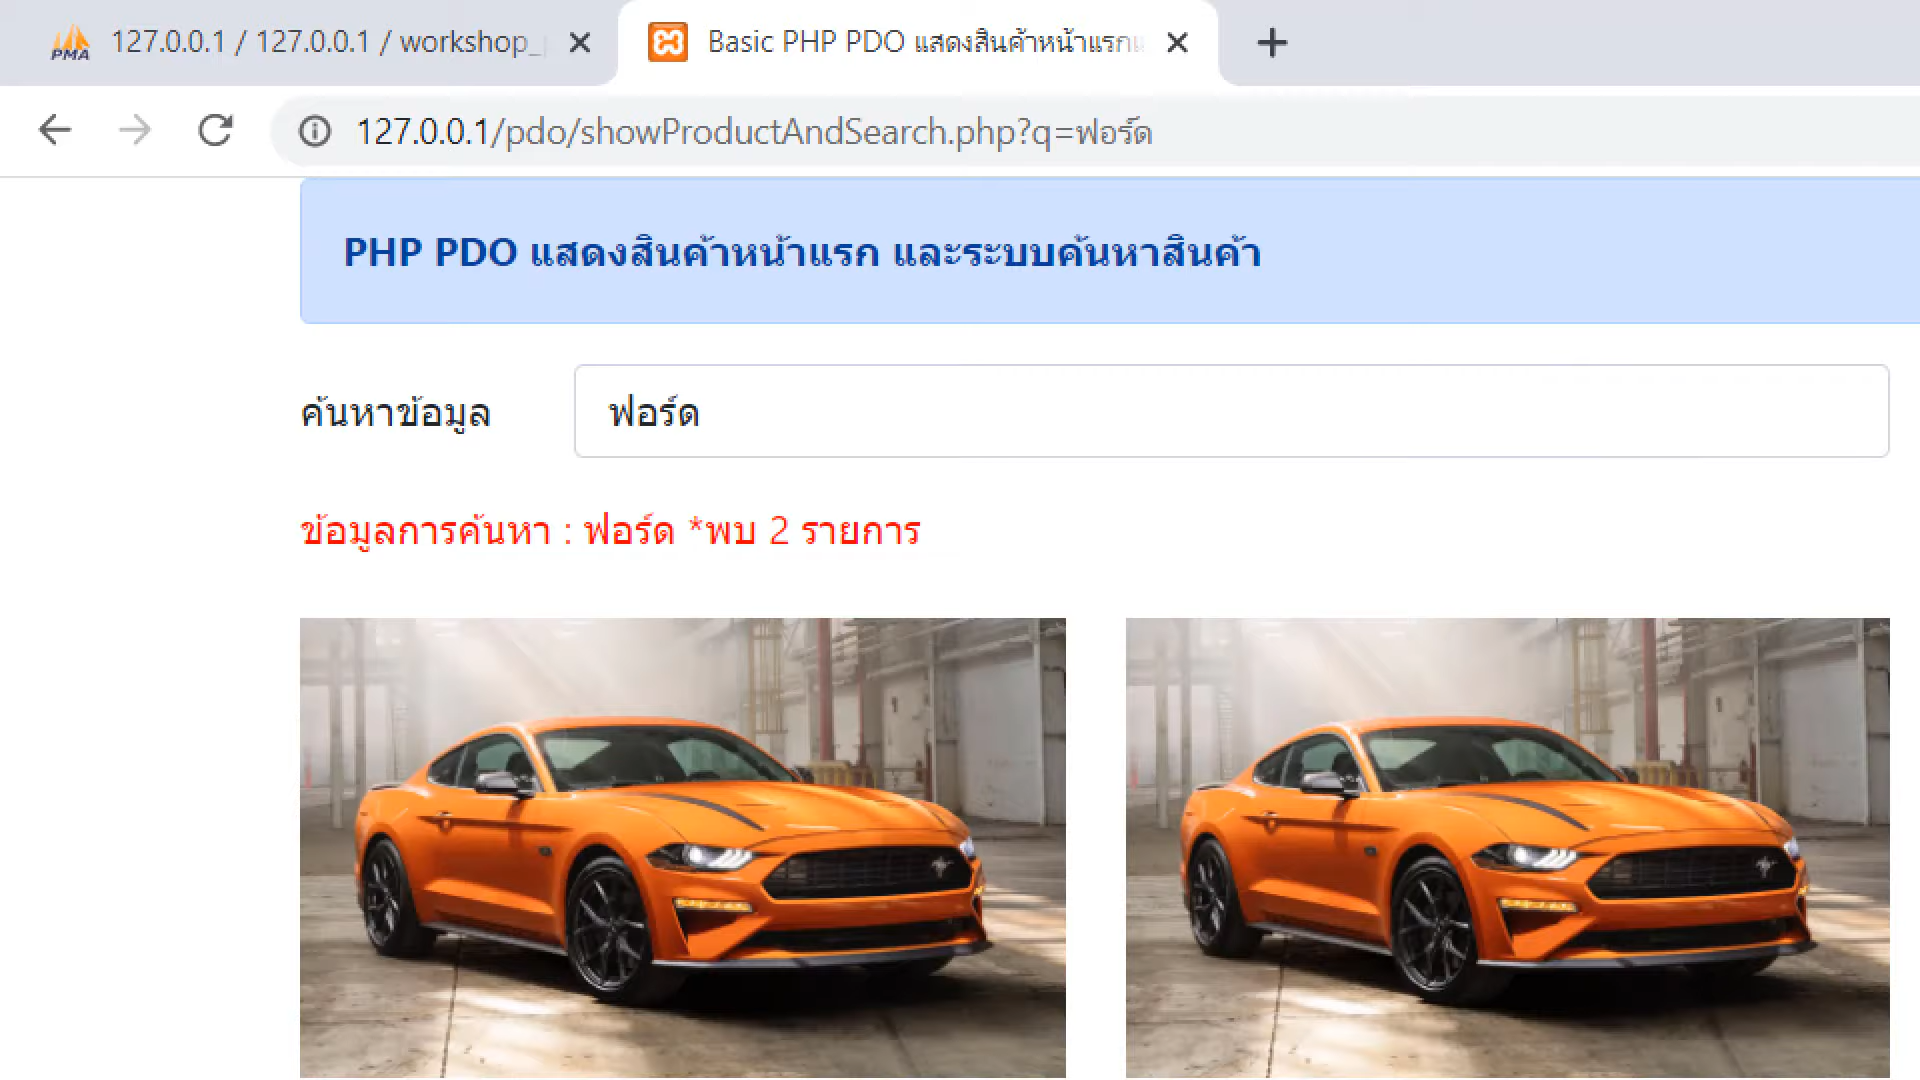 PMA 127.0.0.1 / 127.0.0.1 / workshop_
Basic PHP PDO แสดงสินค้าหน้าแรก
127.0.0.1/pdo/showProductAndSearch.php?q=ฟอร์ด
PHP PDO แสดงสินค้าหน้าแรก และระบบค้นหาสินค้า
ค้นหาข้อมูล ฟอร์ด
ข้อมูลการค้นหา : ฟอร์ด *พบ 2 รายการ